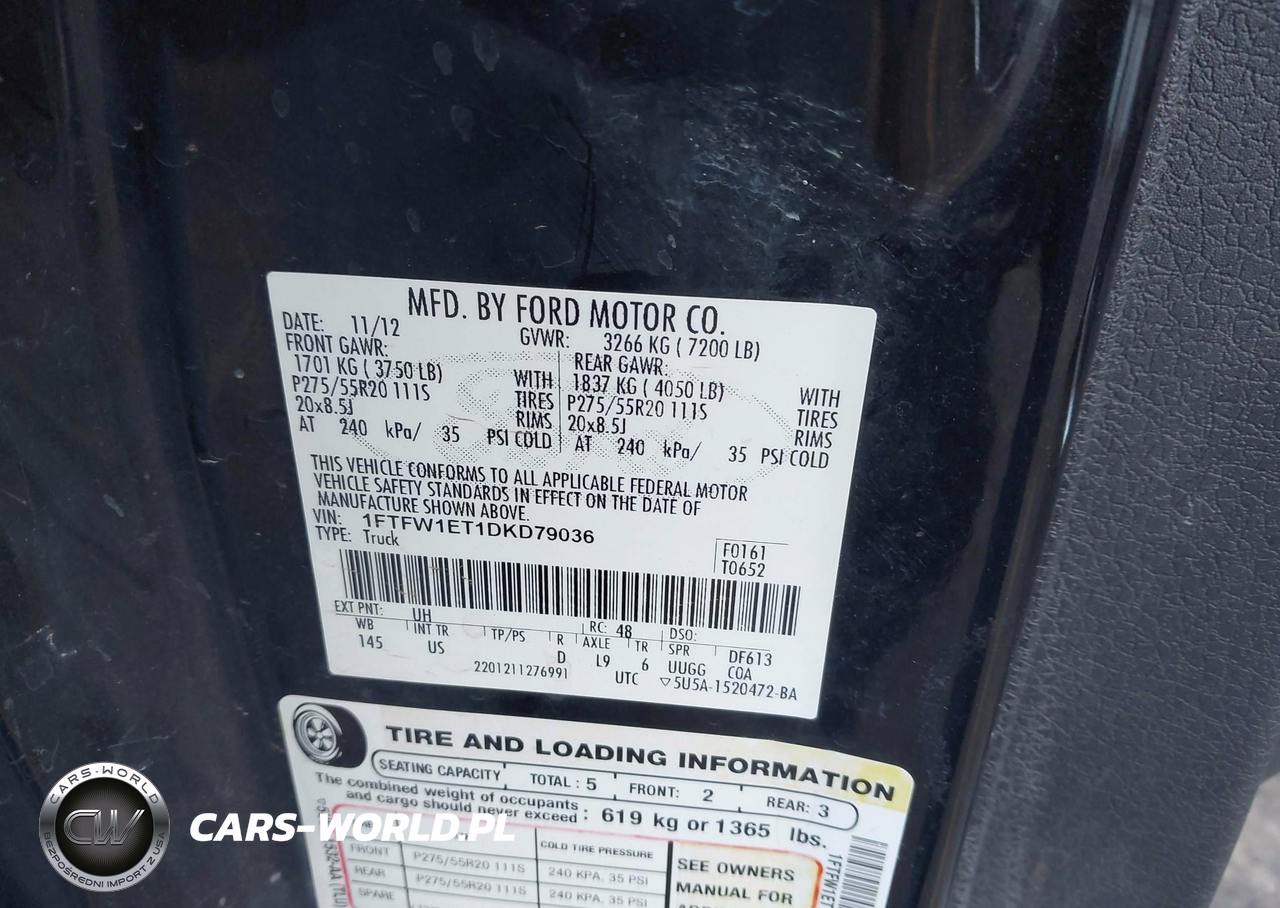 MFD. BY FORD MOTOR CO.
DATE: 11/12
GVWR: 3266 KG ( 7200 LB)
FRONT GAWR:
1701 KG ( 3750 LB)
WITH
P275/55R20 111S
TIRES
20x8.5J
RIMS
AT 240 kPa/ 35 PSI COLD
REAR GAWR:
1837 KG ( 4050 LB)
WITH
P275/55R20 111S
TIRES
20x8.5J
RIMS
AT 240 kPa/ 35 PSI COLD
THIS VEHICLE CONFORMS TO ALL APPLICABLE FEDERAL MOTOR
VEHICLE SAFETY STANDARDS IN EFFECT ON THE DATE OF
MANUFACTURE SHOWN ABOVE.
VIN: 1FTFW1ET1DKD79036
TYPE: Truck
F0161
T0652
EXT PNT: UH
RC: 48 DSO:
WB INT TR TP/PS R AXLE TR SPR DF613
145 US D L9 6 UUGG COA
2201211276991 UTC ▽5U5A-1520472-BA
TIRE AND LOADING INFORMATION
SEATING CAPACITY TOTAL : 5 FRONT: 2 REAR: 3
The combined weight of occupants
and cargo should never exceed : 619 kg or 1365 lbs.
COLD TIRE PRESSURE
FRONT P275/55R20 111S 240 KPA, 35 PSI
REAR P275/55R20 111S 240 KPA, 35 PSI
SPARE
SEE OWNERS
MANUAL FOR
1FTFW1ET
CARS-WORLD
CW
BEZPOŚREDNI IMPORT Z USA
CARS-WORLD.PL